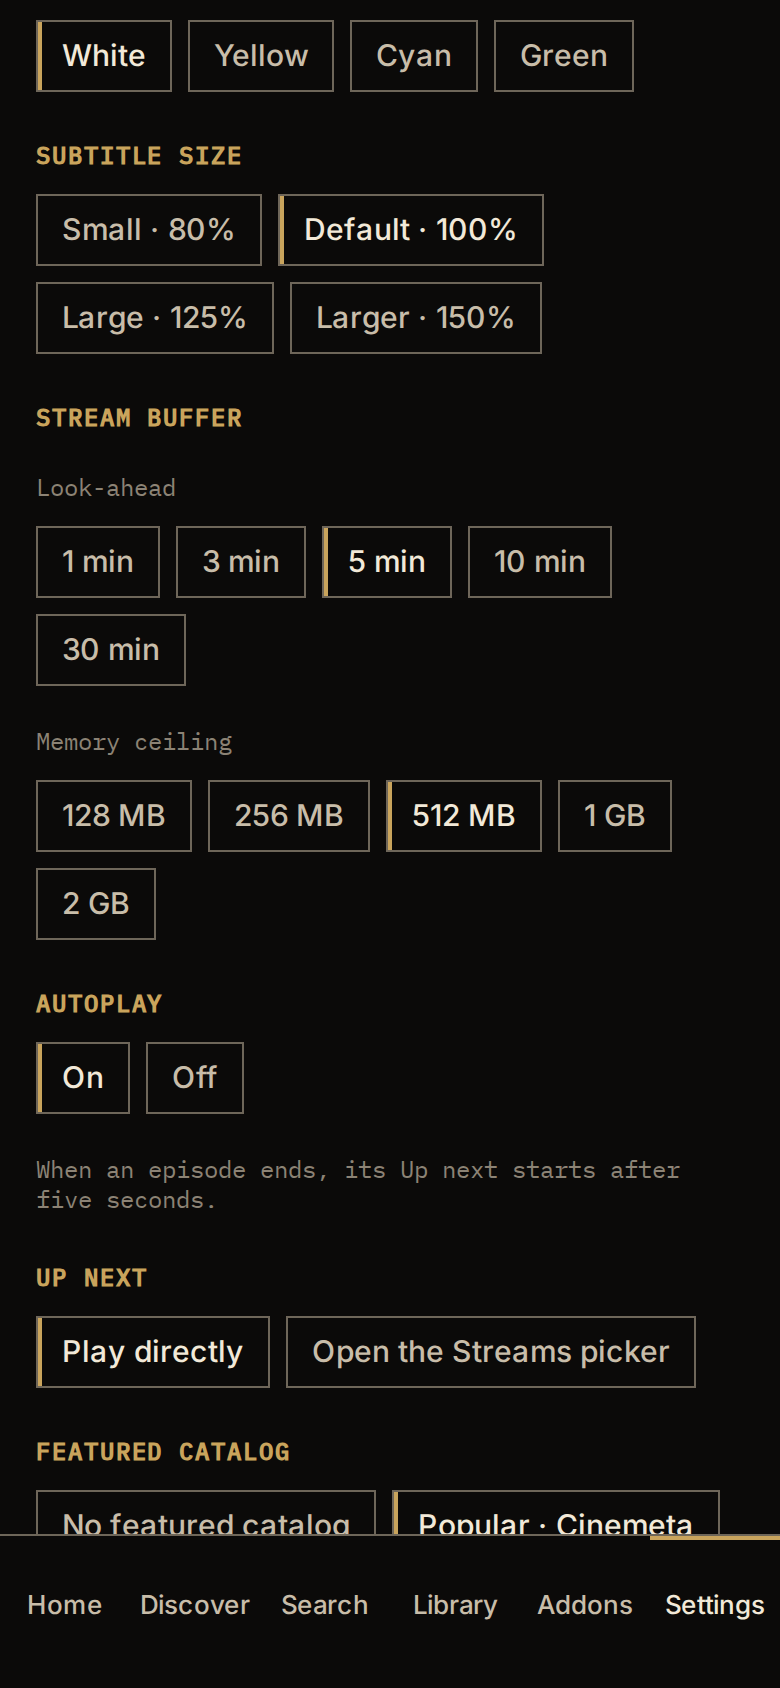 White Yellow Cyan Green
SUBTITLE SIZE
Small · 80% Default · 100%
Large · 125% Larger · 150%
STREAM BUFFER
Look-ahead
1 min 3 min 5 min 10 min
30 min
Memory ceiling
128 MB 256 MB 512 MB 1 GB
2 GB
AUTOPLAY
On Off
When an episode ends, its Up next starts after
five seconds.
UP NEXT
Play directly Open the Streams picker
FEATURED CATALOG
No featured catalog Popular · Cinemeta
Home Discover Search Library Addons Settings